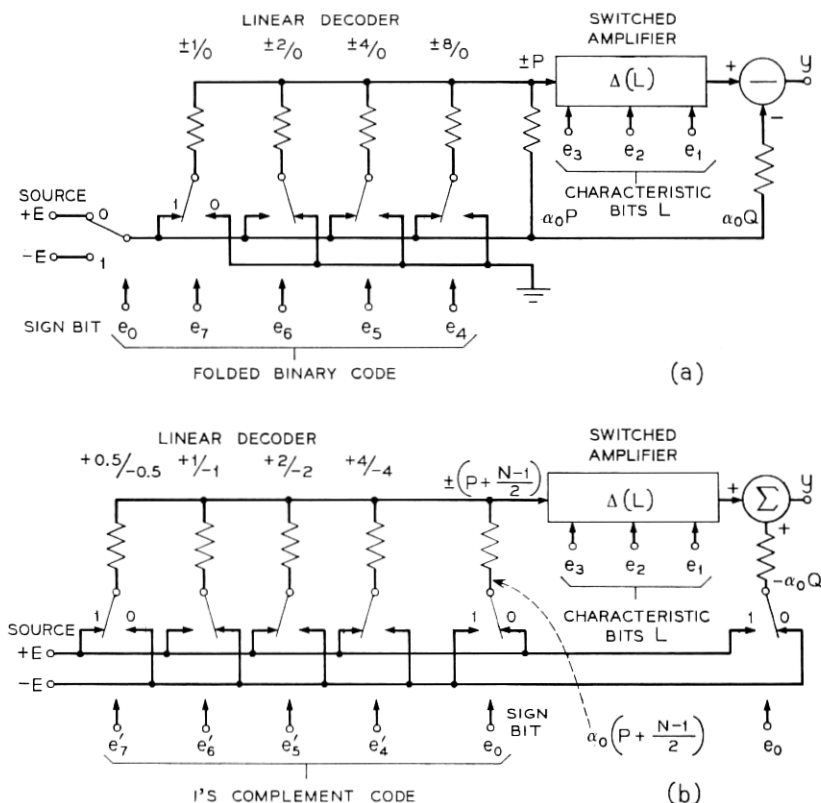 LINEAR DECODER
±1/0 ±2/0 ±4/0 ±8/0
±P
SWITCHED
AMPLIFIER
Δ(L)
+ − y
−
e3 e2 e1
CHARACTERISTIC
BITS L
SOURCE
+E 0
−E 1
1 0
α0P
α0Q
SIGN BIT e0 e7 e6 e5 e4
FOLDED BINARY CODE
(a)
LINEAR DECODER
+0.5/-0.5 +1/-1 +2/-2 +4/-4
±(P + N-1/2)
SWITCHED
AMPLIFIER
Δ(L)
+ Σ y
+
e3 e2 e1
−α0Q
CHARACTERISTIC
BITS L
SOURCE
+E
−E
1 0
1 0
1 0
SIGN
BIT
e'7 e'6 e'5 e'4 e0
α0(P + N-1/2)
e0
1'S COMPLEMENT CODE
(b)